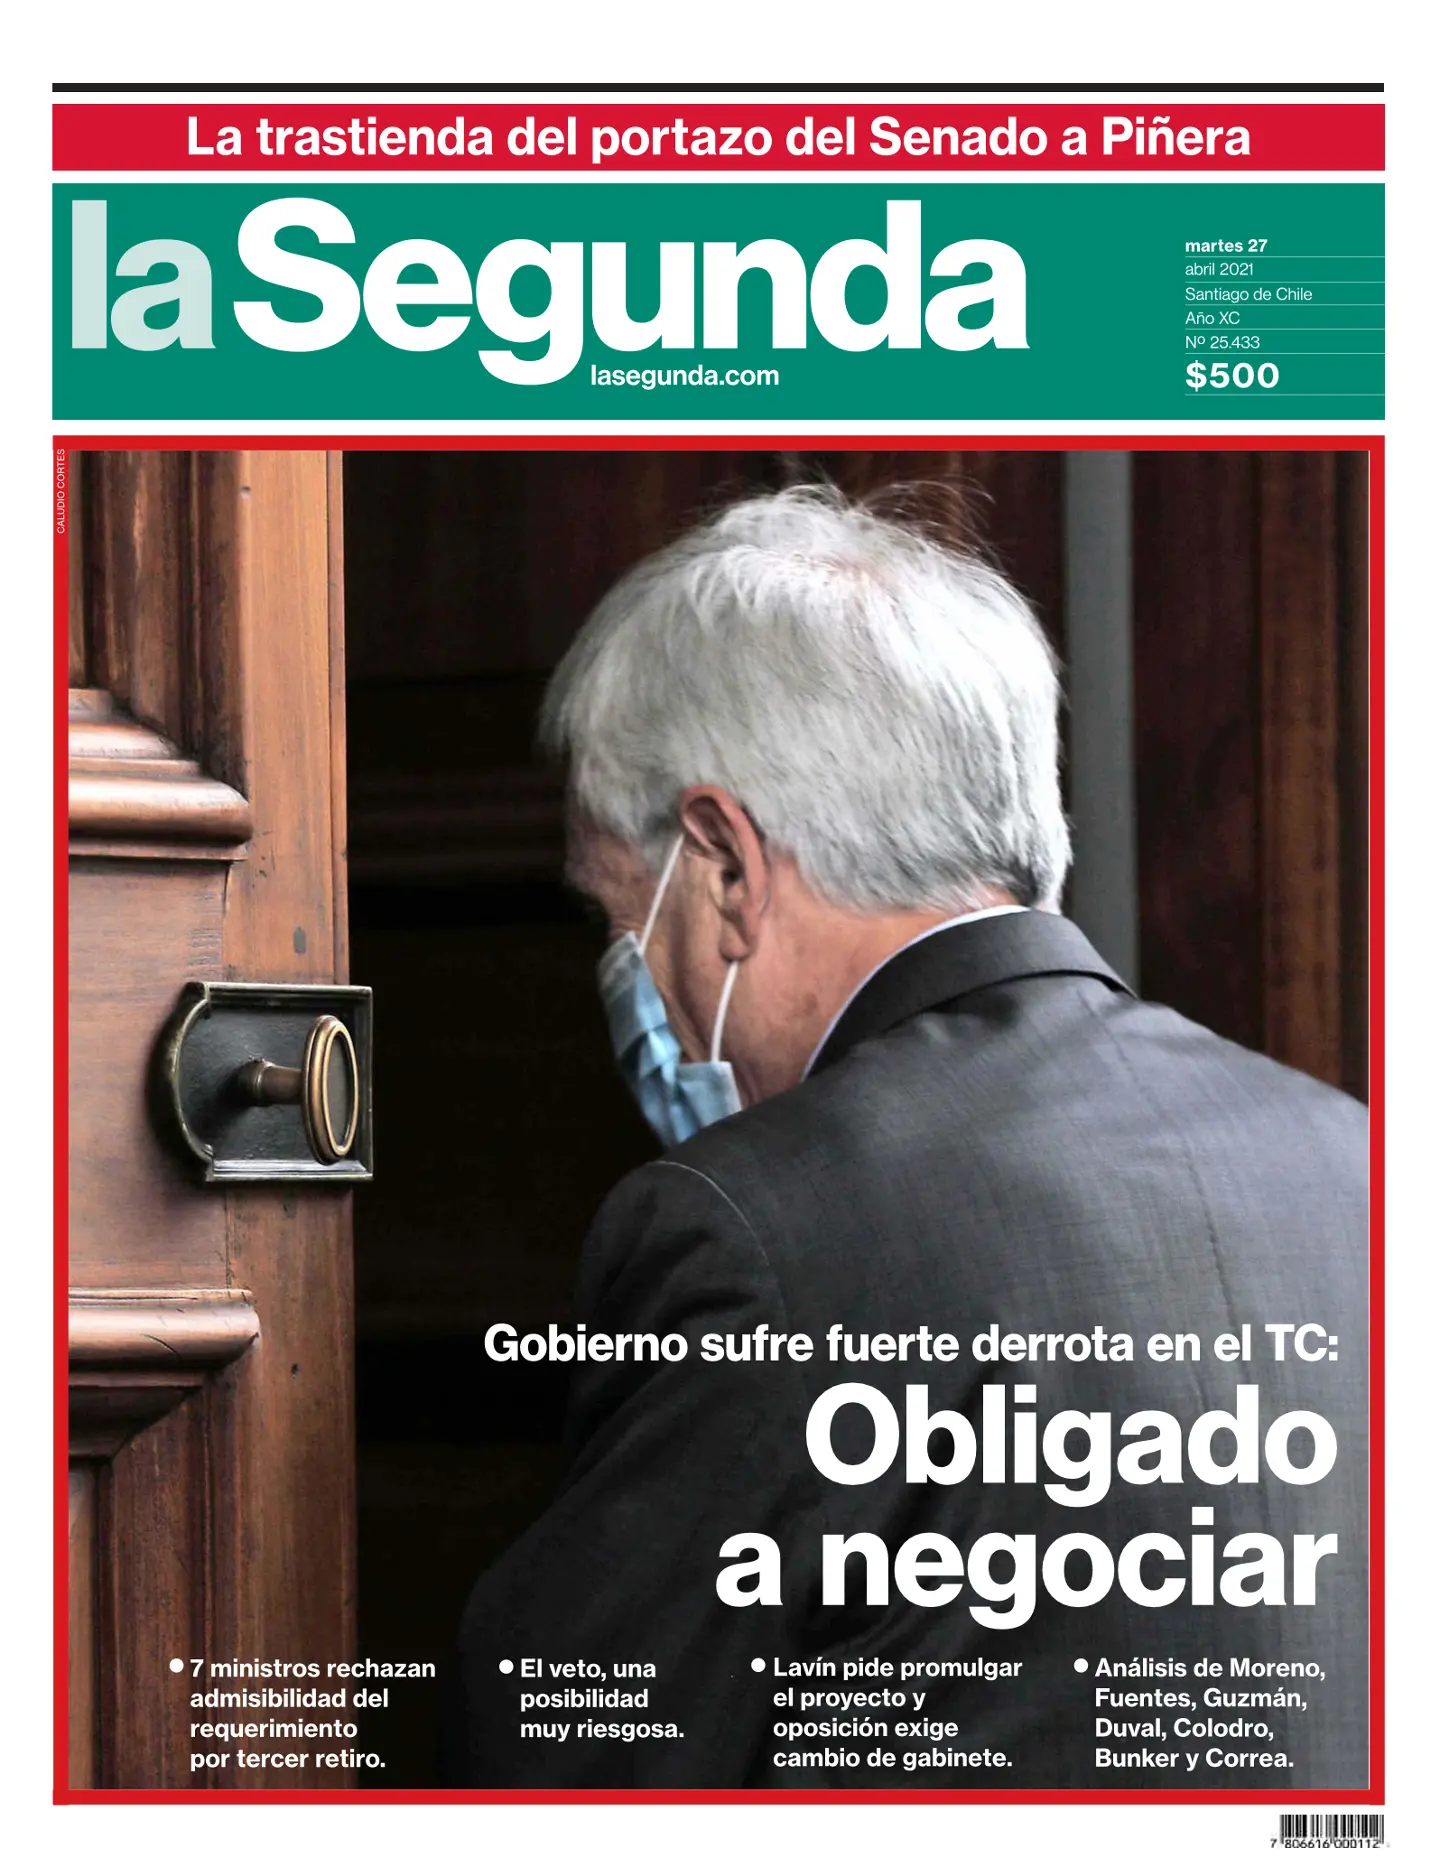 La trastienda del portazo del Senado a Piñera
la Segunda
lasegunda.com
martes 27
abril 2021
Santiago de Chile
Año XC
Nº 25.433
$500
CALUDIO CORTES
Gobierno sufre fuerte derrota en el TC:
Obligado
a negociar
• 7 ministros rechazan
admisibilidad del
requerimiento
por tercer retiro.
• El veto, una
posibilidad
muy riesgosa.
• Lavín pide promulgar
el proyecto y
oposición exige
cambio de gabinete.
• Análisis de Moreno,
Fuentes, Guzmán,
Duval, Colodro,
Bunker y Correa.
7 806616 000112